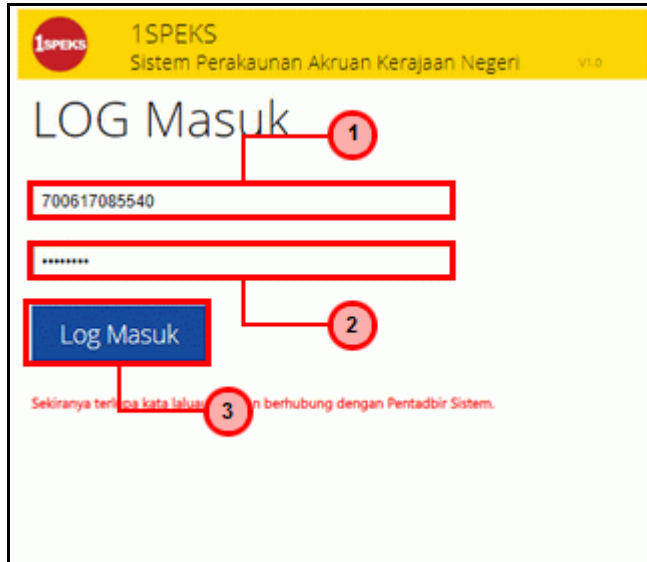 1SPEKS
1SPEKS
Sistem Perakaunan Akruan Kerajaan Negeri V1.0
LOG Masuk
1
700617085540
••••••••
2
Log Masuk
Sekiranya kata berhubung dengan Pentadbir Sistem.
3